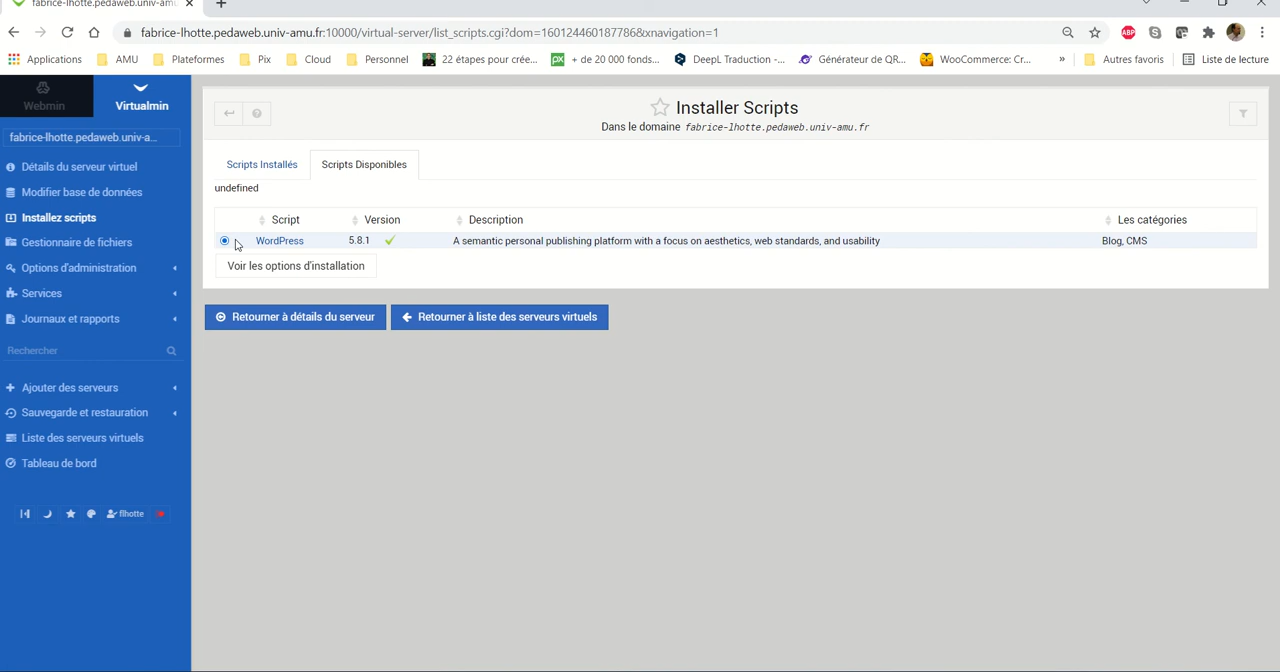 fabrice-lhotte.pedaweb.univ-amu.
fabrice-lhotte.pedaweb.univ-amu.fr:10000/virtual-server/list_scripts.cgi?dom=160124460187786&xnavigation=1
Applications AMU Plateformes Pix Cloud Personnel 22 étapes pour crée... + de 20 000 fonds... DeepL Traduction -... Générateur de QR... WooCommerce: Cr... » Autres favoris Liste de lecture
Webmin
Virtualmin
fabrice-lhotte.pedaweb.univ-a...
Détails du serveur virtuel
Modifier base de données
Installez scripts
Gestionnaire de fichiers
Options d'administration
Services
Journaux et rapports
Rechercher
Ajouter des serveurs
Sauvegarde et restauration
Liste des serveurs virtuels
Tableau de bord
flhotte
Installer Scripts
Dans le domaine fabrice-lhotte.pedaweb.univ-amu.fr
Scripts Installés Scripts Disponibles
undefined
Script Version Description Les catégories
WordPress 5.8.1 A semantic personal publishing platform with a focus on aesthetics, web standards, and usability Blog, CMS
Voir les options d'installation
Retourner à détails du serveur Retourner à liste des serveurs virtuels